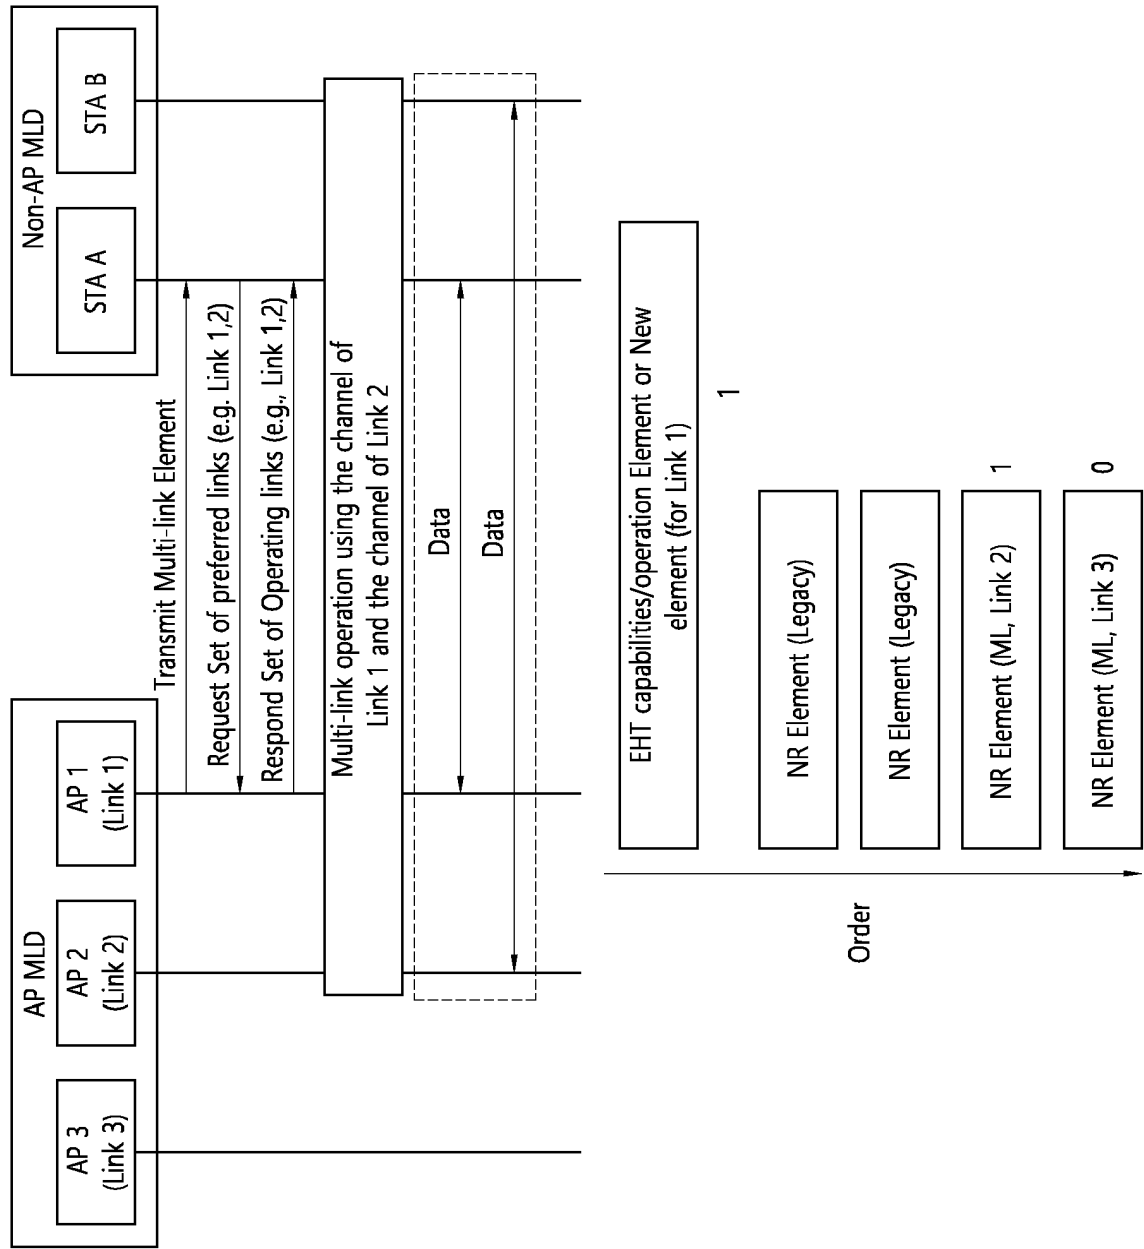 AP MLD
AP 3
(Link 3)
AP 2
(Link 2)
AP 1
(Link 1)
Non-AP MLD
STA A
STA B
Transmit Multi-link Element
Request Set of preferred links (e.g. Link 1,2)
Respond Set of Operating links (e.g., Link 1,2)
Multi-link operation using the channel of
Link 1 and the channel of Link 2
Data
Data
Order
EHT capabilities/operation Element or New
element (for Link 1)
1
NR Element (Legacy)
NR Element (Legacy)
NR Element (ML, Link 2)
1
NR Element (ML, Link 3)
0